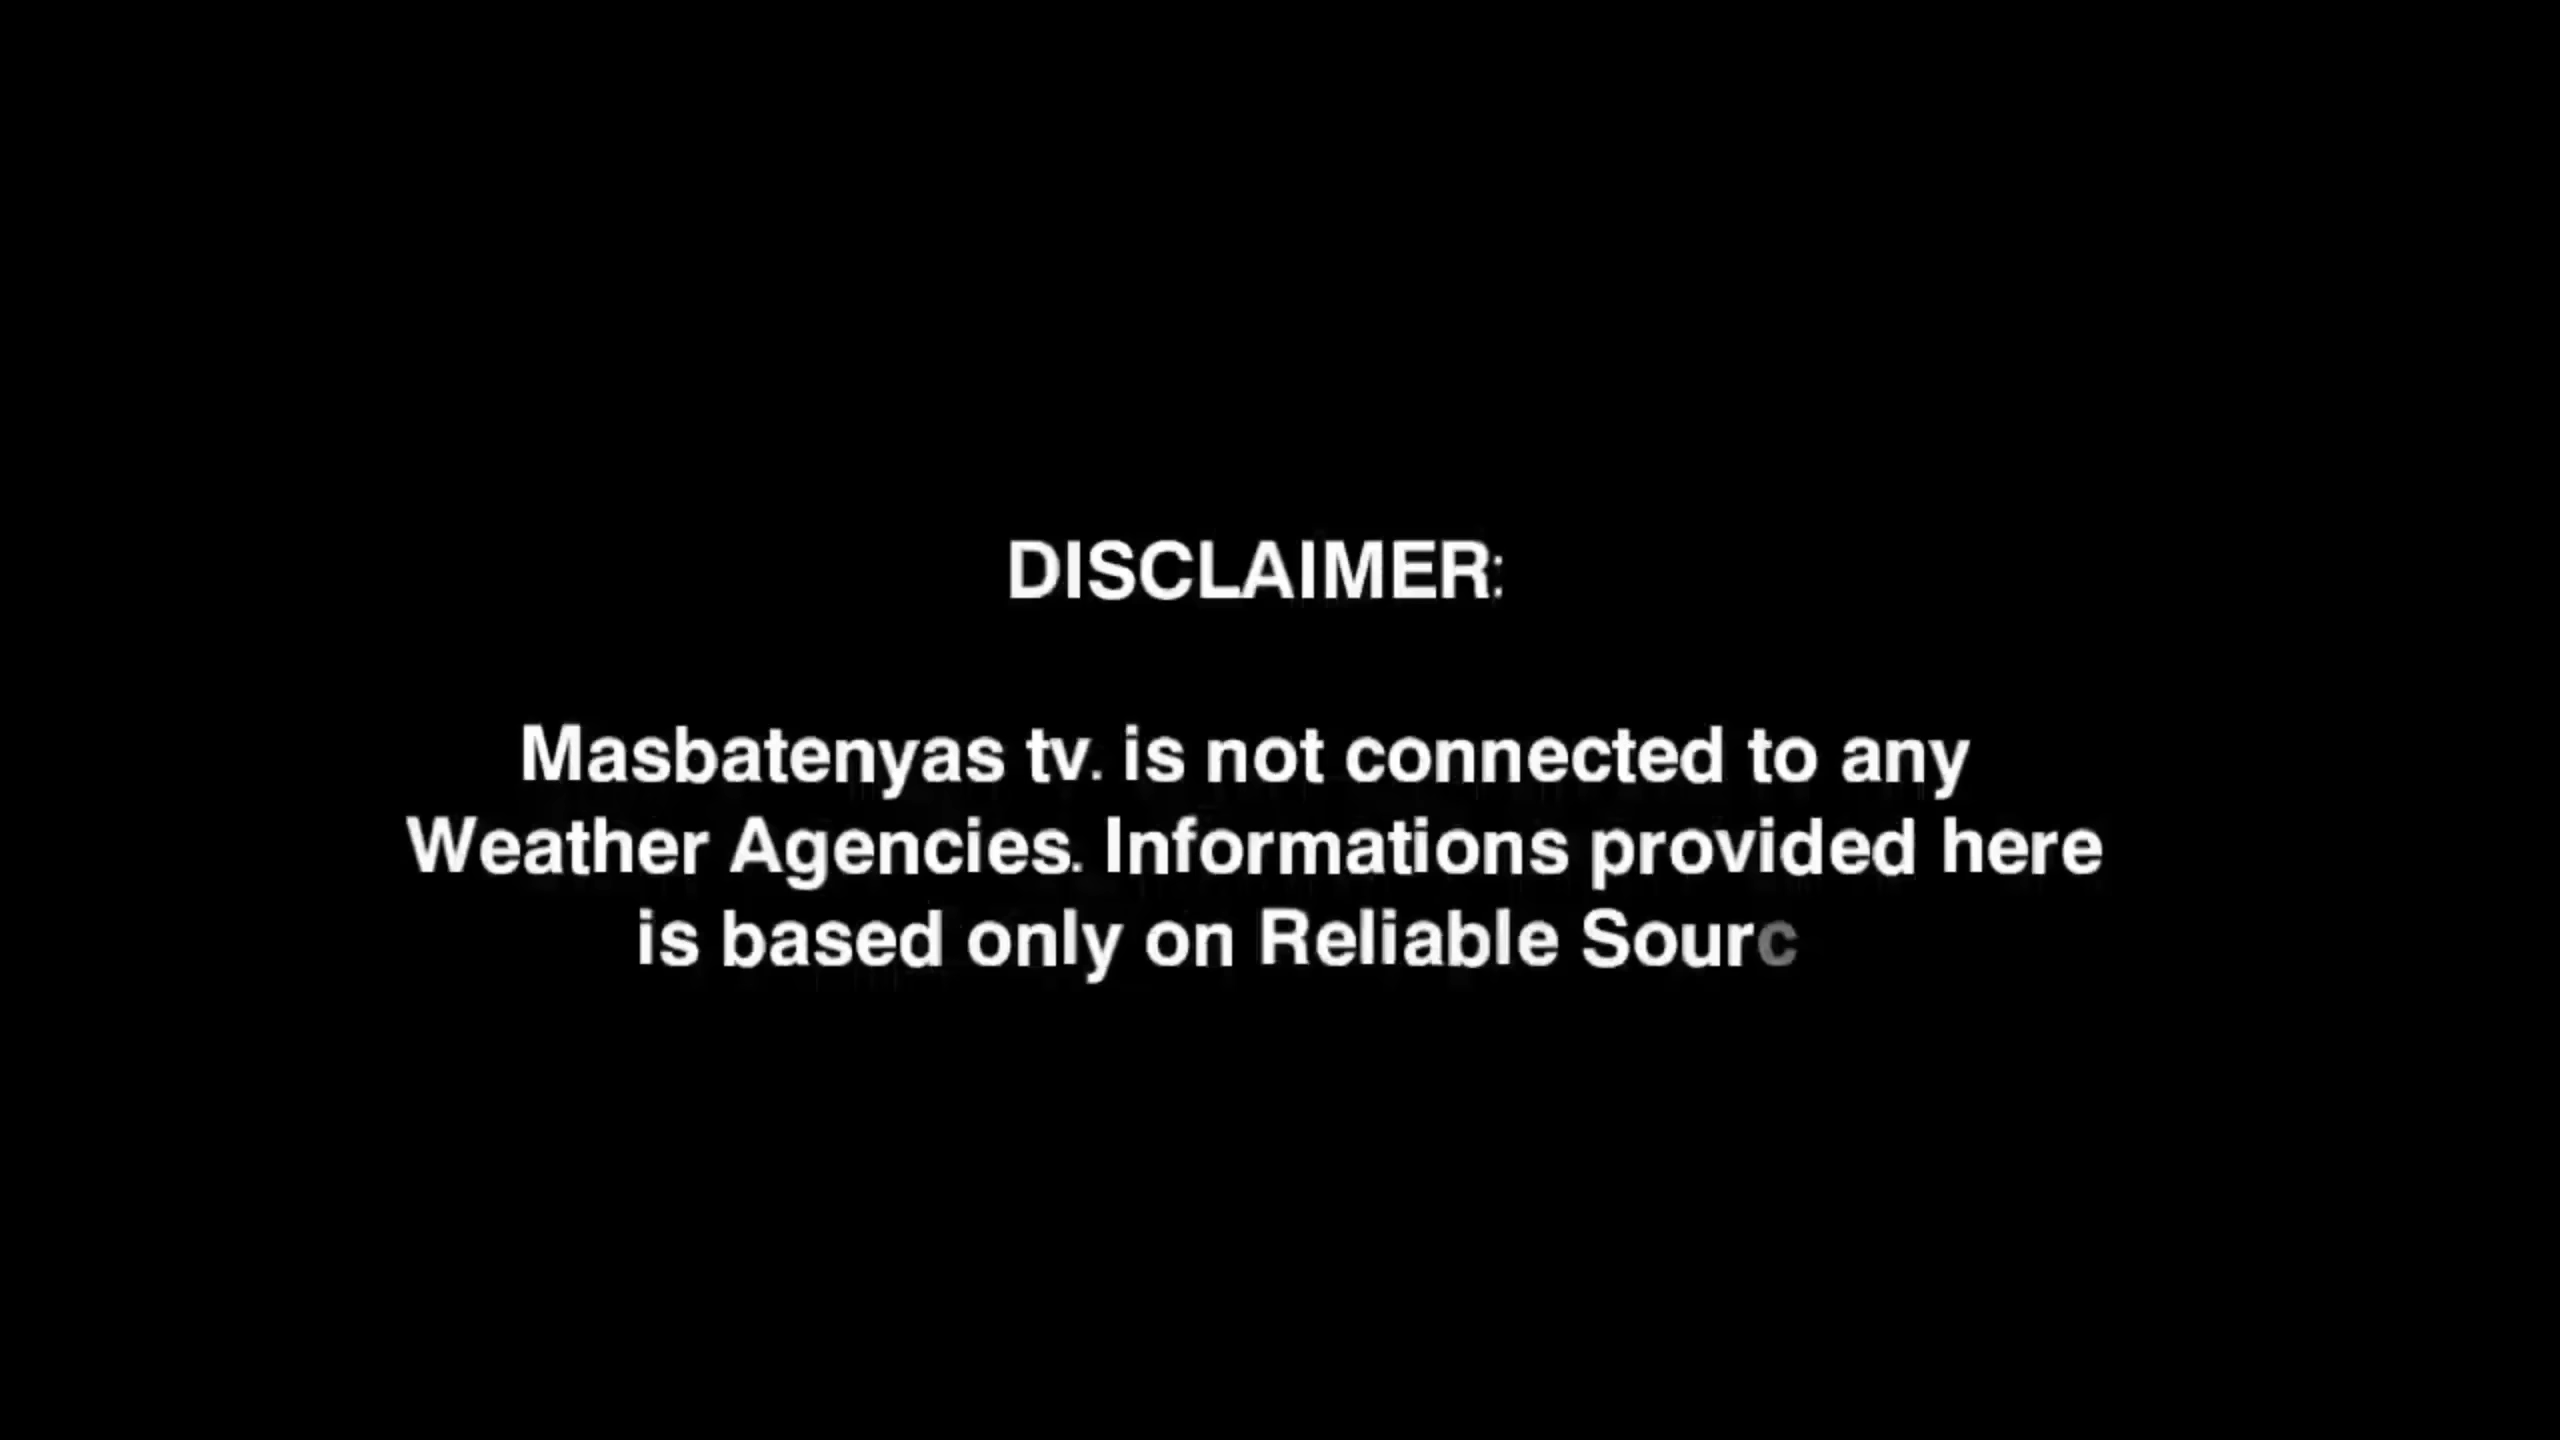 DISCLAIMER:
Masbatenyas tv. is not connected to any
Weather Agencies. Informations provided here
is based only on Reliable Sourc